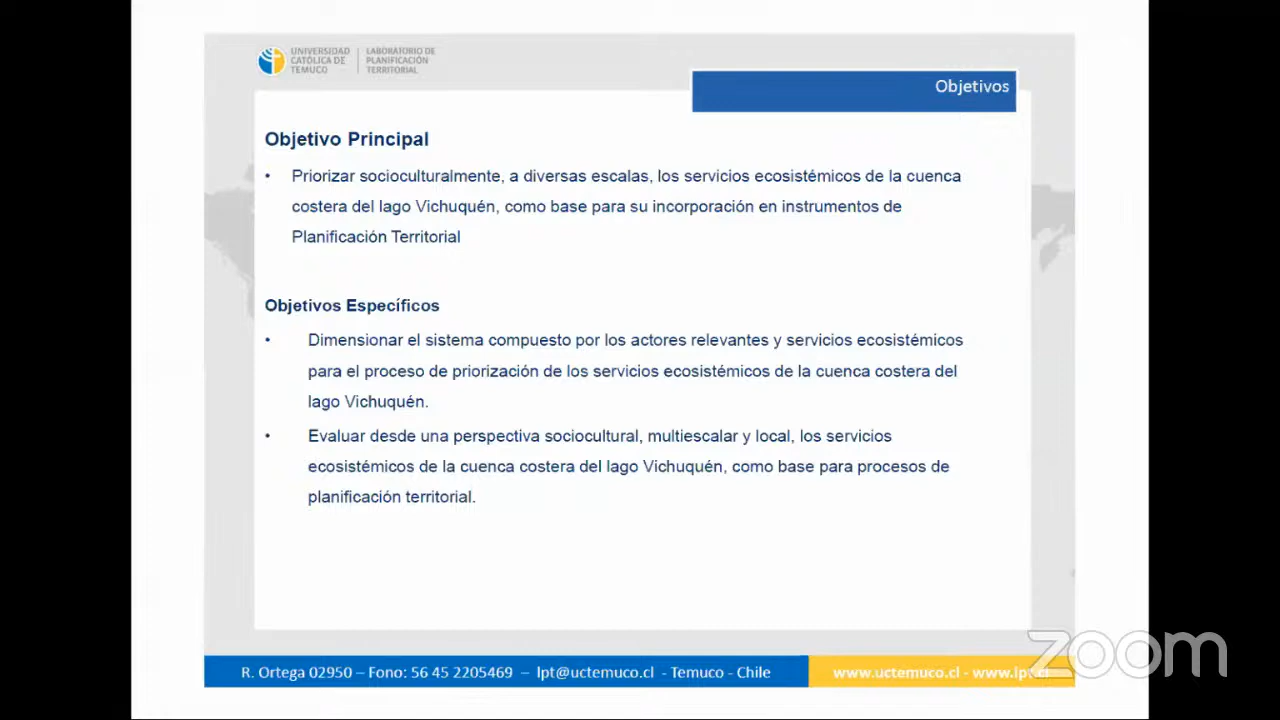 UNIVERSIDAD
CATÓLICA DE
TEMUCO
LABORATORIO DE
PLANIFICACIÓN
TERRITORIAL
Objetivos
Objetivo Principal
• Priorizar socioculturalmente, a diversas escalas, los servicios ecosistémicos de la cuenca
costera del lago Vichuquén, como base para su incorporación en instrumentos de
Planificación Territorial
Objetivos Específicos
• Dimensionar el sistema compuesto por los actores relevantes y servicios ecosistémicos
para el proceso de priorización de los servicios ecosistémicos de la cuenca costera del
lago Vichuquén.
• Evaluar desde una perspectiva sociocultural, multiescalar y local, los servicios
ecosistémicos de la cuenca costera del lago Vichuquén, como base para procesos de
planificación territorial.
R. Ortega 02950 – Fono: 56 45 2205469 – lpt@uctemuco.cl - Temuco - Chile
www.uctemuco.cl - www.lpt.cl
zoom